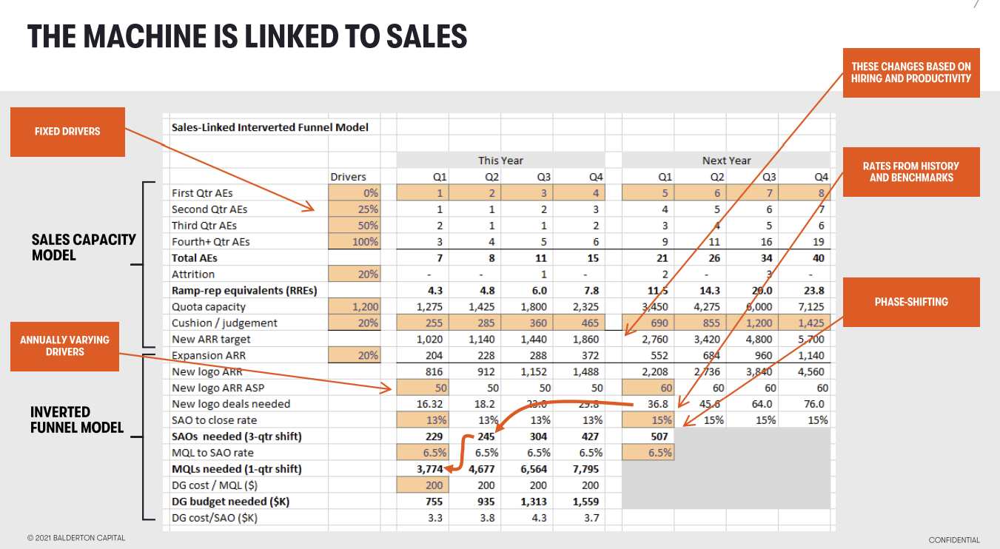 THE MACHINE IS LINKED TO SALES
7
THESE CHANGES BASED ON
HIRING AND PRODUCTIVITY
FIXED DRIVERS
RATES FROM HISTORY
AND BENCHMARKS
PHASE-SHIFTING
ANNUALLY VARYING
DRIVERS
SALES CAPACITY
MODEL
INVERTED
FUNNEL MODEL
Sales-Linked Interverted Funnel Model
This Year Next Year
Drivers Q1 Q2 Q3 Q4 Q1 Q2 Q3 Q4
First Qtr AEs 0% 1 2 3 4 5 6 7 8
Second Qtr AEs 25% 1 1 2 3 4 5 6 7
Third Qtr AEs 50% 2 1 1 2 3 4 5 6
Fourth+ Qtr AEs 100% 3 4 5 6 9 11 16 19
Total AEs 7 8 11 15 21 26 34 40
Attrition 20% - - 1 - 2 - 3 -
Ramp-rep equivalents (RREs) 4.3 4.8 6.0 7.8 11.5 14.3 20.0 23.8
Quota capacity 1,200 1,275 1,425 1,800 2,325 3,450 4,275 6,000 7,125
Cushion / judgement 20% 255 285 360 465 690 855 1,200 1,425
New ARR target 1,020 1,140 1,440 1,860 2,760 3,420 4,800 5,700
Expansion ARR 20% 204 228 288 372 552 684 960 1,140
New logo ARR 816 912 1,152 1,488 2,208 2,736 3,840 4,560
New logo ARR ASP 50 50 50 50 60 60 60 60
New logo deals needed 16.32 18.2 23.0 29.8 36.8 45.6 64.0 76.0
SAO to close rate 13% 13% 13% 13% 15% 15% 15% 15%
SAOs needed (3-qtr shift) 229 245 304 427 507
MQL to SAO rate 6.5% 6.5% 6.5% 6.5% 6.5%
MQLs needed (1-qtr shift) 3,774 4,677 6,564 7,795
DG cost / MQL ($) 200 200 200 200
DG budget needed ($K) 755 935 1,313 1,559
DG cost/SAO ($K) 3.3 3.8 4.3 3.7
© 2021 BALDERTON CAPITAL
CONFIDENTIAL